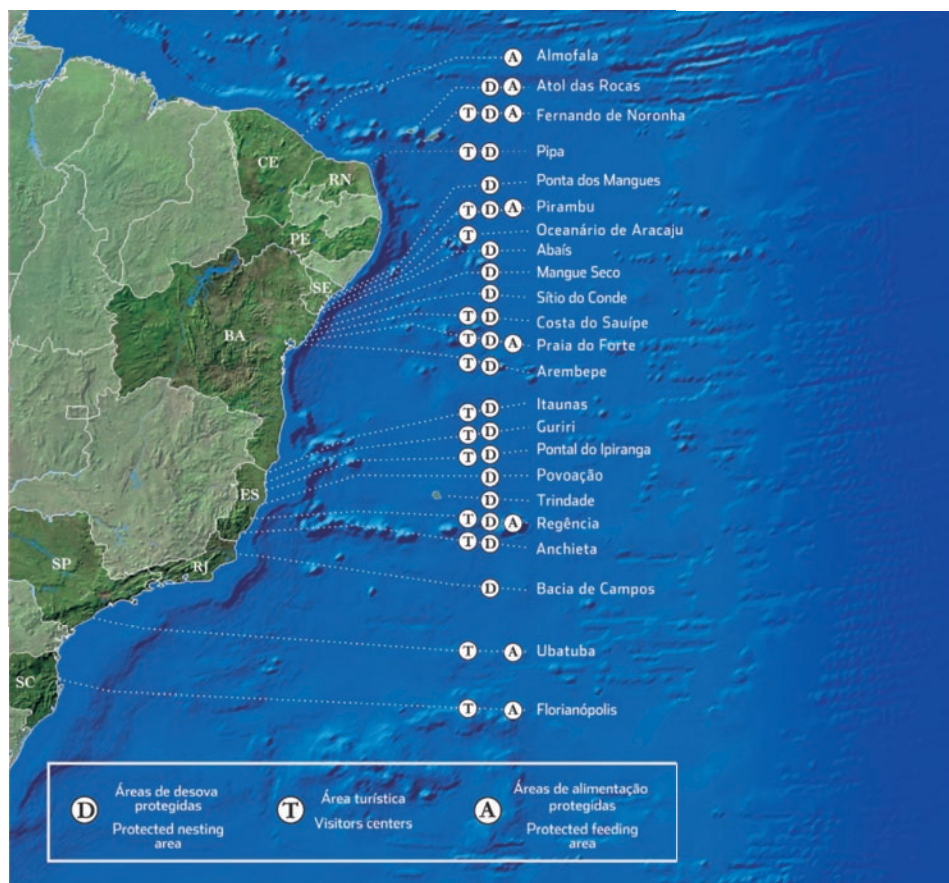 A Almofala
D A Atol das Rocas
T D A Fernando de Noronha
T D Pipa
D Ponta dos Mangues
T D A Pirambu
T Oceanário de Aracaju
D Abaís
D Mangue Seco
D Sítio do Conde
T D Costa do Sauípe
T D A Praia do Forte
T D Arembepe
T D Itaunas
T D Guriri
T D Pontal do Ipiranga
D Povoação
D Trindade
T D A Regência
T D Anchieta
D Bacia de Campos
T A Ubatuba
T A Florianópolis
CE
RN
PE
SE
BA
ES
SP
RJ
SC
D
Áreas de desova
protegidas
Protected nesting
area
T
Área turística
Visitors centers
A
Áreas de alimentação
protegidas
Protected feeding
area